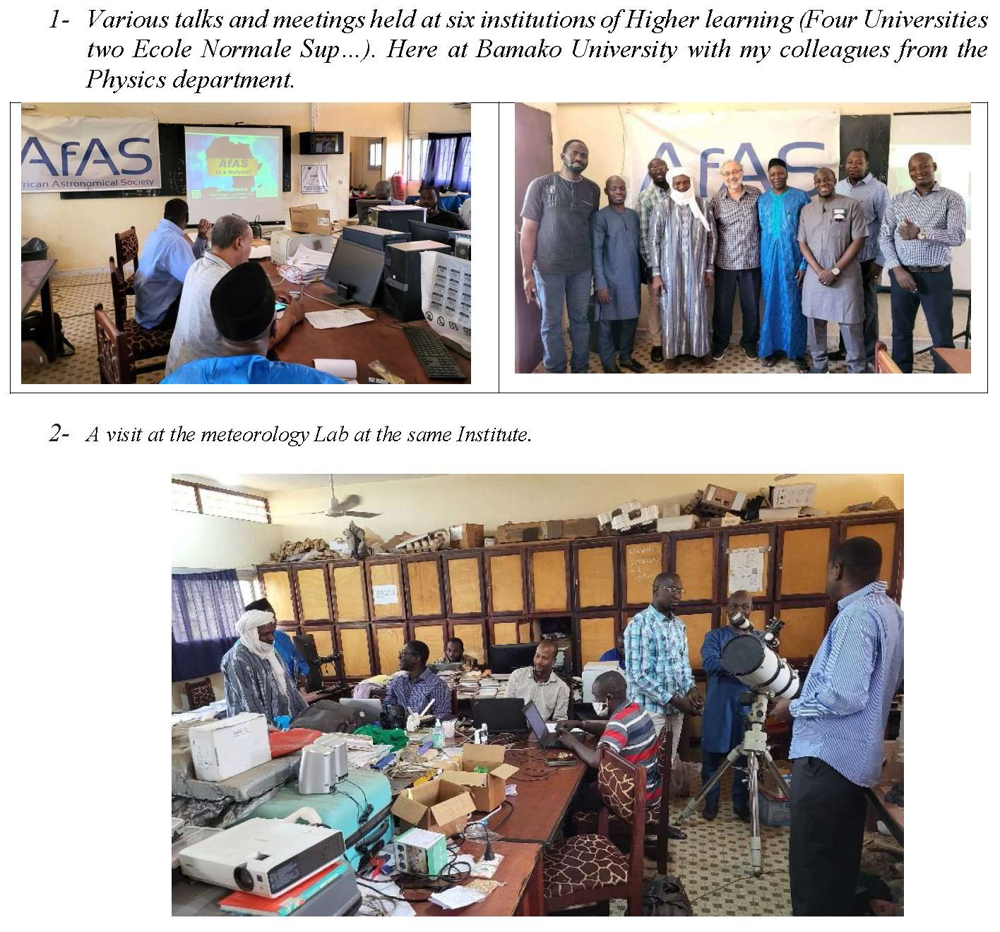 1- Various talks and meetings held at six institutions of Higher learning (Four Universities
two Ecole Normale Sup…). Here at Bamako University with my colleagues from the
Physics department.
AfAS
rican Astronomical Society
AfAS
in a Nutshell
AfAS
2- A visit at the meteorology Lab at the same Institute.